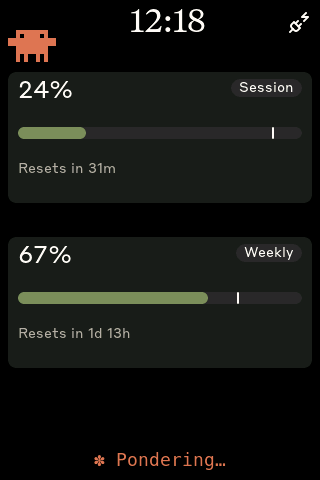 12:18
24%
Session
Resets in 31m
67%
Weekly
Resets in 1d 13h
✽ Pondering…